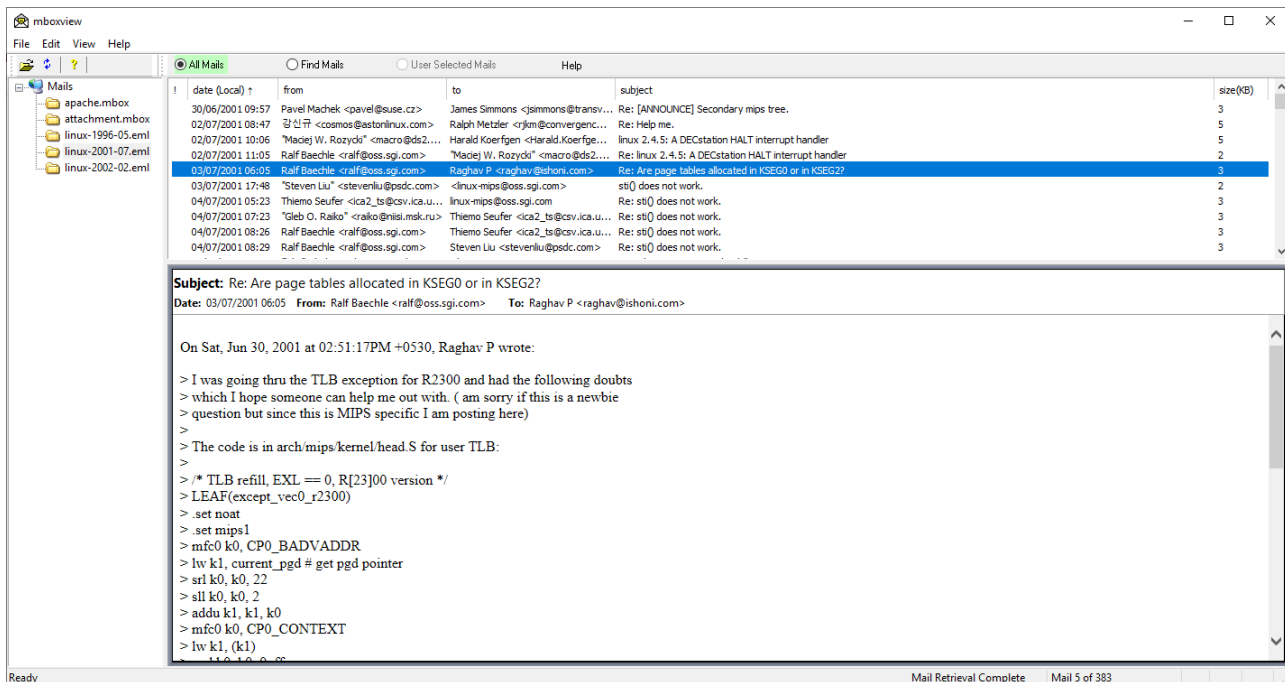 mboxview
File Edit View Help
All Mails Find Mails User Selected Mails Help
Mails
apache.mbox
attachment.mbox
linux-1996-05.eml
linux-2001-07.eml
linux-2002-02.eml
! date (Local) ↑ from to subject size(KB)
30/06/2001 09:57 Pavel Machek <pavel@suse.cz> James Simmons <jsimmons@transv... Re: [ANNOUNCE] Secondary mips tree. 3
02/07/2001 08:47 강신규 <cosmos@astonlinux.com> Ralph Metzler <rjkm@convergenc... Re: Help me. 5
02/07/2001 10:06 "Maciej W. Rozycki" <macro@ds2.... Harald Koerfgen <Harald.Koerfge... linux 2.4.5: A DECstation HALT interrupt handler 5
02/07/2001 11:05 Ralf Baechle <ralf@oss.sgi.com> "Maciej W. Rozycki" <macro@ds2.... Re: linux 2.4.5: A DECstation HALT interrupt handler 2
03/07/2001 06:05 Ralf Baechle <ralf@oss.sgi.com> Raghav P <raghav@ishoni.com> Re: Are page tables allocated in KSEG0 or in KSEG2? 3
03/07/2001 17:48 "Steven Liu" <stevenliu@psdc.com> <linux-mips@oss.sgi.com> sti() does not work. 2
04/07/2001 05:23 Thiemo Seufer <ica2_ts@csv.ica.u... linux-mips@oss.sgi.com Re: sti() does not work. 3
04/07/2001 07:23 "Gleb O. Raiko" <raiko@niisi.msk.ru> Thiemo Seufer <ica2_ts@csv.ica.u... Re: sti() does not work. 3
04/07/2001 08:26 Ralf Baechle <ralf@oss.sgi.com> Thiemo Seufer <ica2_ts@csv.ica.u... Re: sti() does not work. 3
04/07/2001 08:29 Ralf Baechle <ralf@oss.sgi.com> Steven Liu <stevenliu@psdc.com> Re: sti() does not work. 3
Subject: Re: Are page tables allocated in KSEG0 or in KSEG2?
Date: 03/07/2001 06:05 From: Ralf Baechle <ralf@oss.sgi.com> To: Raghav P <raghav@ishoni.com>
On Sat, Jun 30, 2001 at 02:51:17PM +0530, Raghav P wrote:
> I was going thru the TLB exception for R2300 and had the following doubts
> which I hope someone can help me out with. ( am sorry if this is a newbie
> question but since this is MIPS specific I am posting here)
>
> The code is in arch/mips/kernel/head.S for user TLB:
>
> /* TLB refill, EXL == 0, R[23]00 version */
> LEAF(except_vec0_r2300)
> .set noat
> .set mips1
> mfc0 k0, CP0_BADVADDR
> lw k1, current_pgd # get pgd pointer
> srl k0, k0, 22
> sll k0, k0, 2
> addu k1, k1, k0
> mfc0 k0, CP0_CONTEXT
> lw k1, (k1)
Ready Mail Retrieval Complete Mail 5 of 383